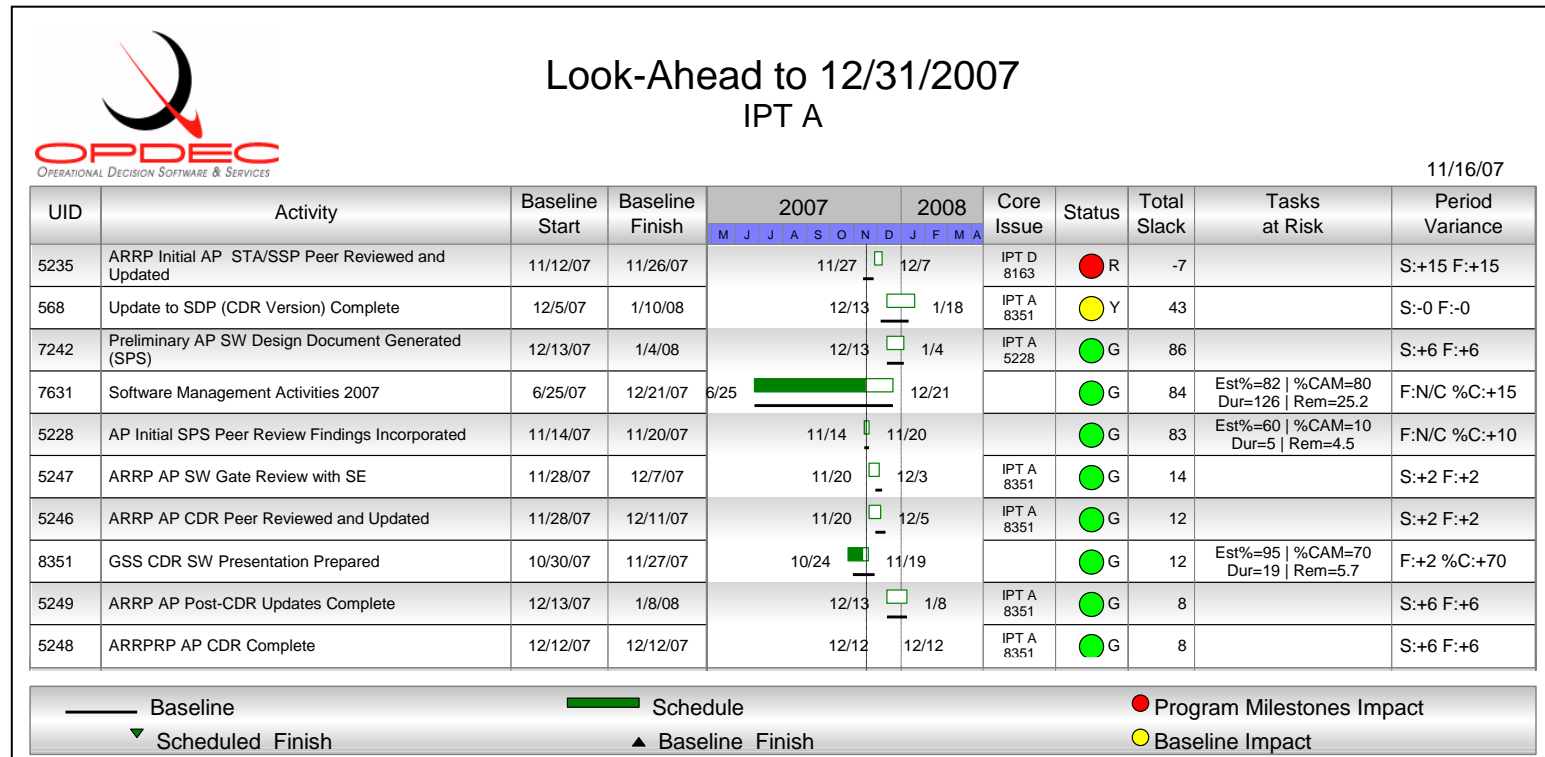 Look-Ahead to 12/31/2007
IPT A
OPDEC
OPERATIONAL DECISION SOFTWARE & SERVICES
11/16/07
UID Activity Baseline Start Baseline Finish 2007 2008 Core Issue Status Total Slack Tasks at Risk Period Variance
M J J A S O N D J F M A
5235 ARRP Initial AP STA/SSP Peer Reviewed and Updated 11/12/07 11/26/07 11/27 12/7 IPT D 8163 R -7 S:+15 F:+15
568 Update to SDP (CDR Version) Complete 12/5/07 1/10/08 12/13 1/18 IPT A 8351 Y 43 S:-0 F:-0
7242 Preliminary AP SW Design Document Generated (SPS) 12/13/07 1/4/08 12/13 1/4 IPT A 5228 G 86 S:+6 F:+6
7631 Software Management Activities 2007 6/25/07 12/21/07 6/25 12/21 G 84 Est%=82 | %CAM=80 Dur=126 | Rem=25.2 F:N/C %C:+15
5228 AP Initial SPS Peer Review Findings Incorporated 11/14/07 11/20/07 11/14 11/20 G 83 Est%=60 | %CAM=10 Dur=5 | Rem=4.5 F:N/C %C:+10
5247 ARRP AP SW Gate Review with SE 11/28/07 12/7/07 11/20 12/3 IPT A 8351 G 14 S:+2 F:+2
5246 ARRP AP CDR Peer Reviewed and Updated 11/28/07 12/11/07 11/20 12/5 IPT A 8351 G 12 S:+2 F:+2
8351 GSS CDR SW Presentation Prepared 10/30/07 11/27/07 10/24 11/19 G 12 Est%=95 | %CAM=70 Dur=19 | Rem=5.7 F:+2 %C:+70
5249 ARRP AP Post-CDR Updates Complete 12/13/07 1/8/08 12/13 1/8 IPT A 8351 G 8 S:+6 F:+6
5248 ARRPRP AP CDR Complete 12/12/07 12/12/07 12/12 12/12 IPT A 8351 G 8 S:+6 F:+6
Baseline Schedule Program Milestones Impact
Scheduled Finish Baseline Finish Baseline Impact